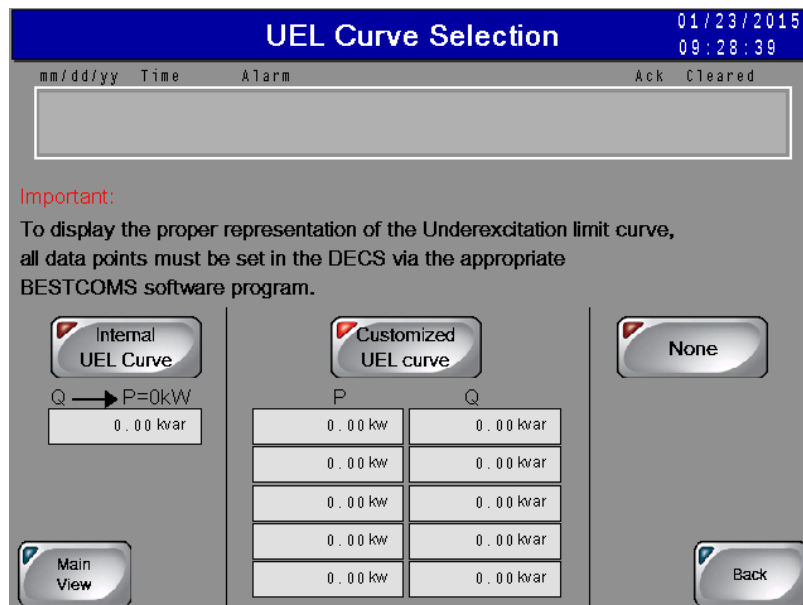 UEL Curve Selection
01/23/2015
09:28:39
mm/dd/yy Time Alarm Ack Cleared
Important:
To display the proper representation of the Underexcitation limit curve,
all data points must be set in the DECS via the appropriate
BESTCOMS software program.
Internal
UEL Curve
Customized
UEL curve
None
Q P=0kW
P Q
0.00 kvar
0.00 kw 0.00 kvar
0.00 kw 0.00 kvar
0.00 kw 0.00 kvar
0.00 kw 0.00 kvar
0.00 kw 0.00 kvar
Main
View
Back